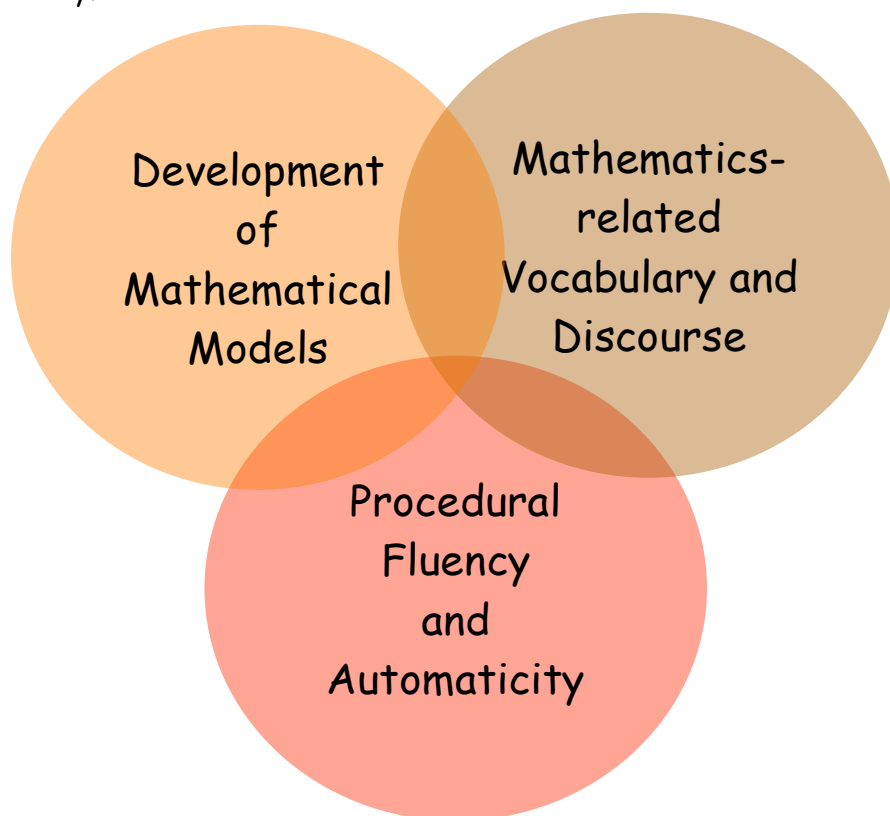 Development
of
Mathematical
Models
Mathematics-
related
Vocabulary and
Discourse
Procedural
Fluency
and
Automaticity